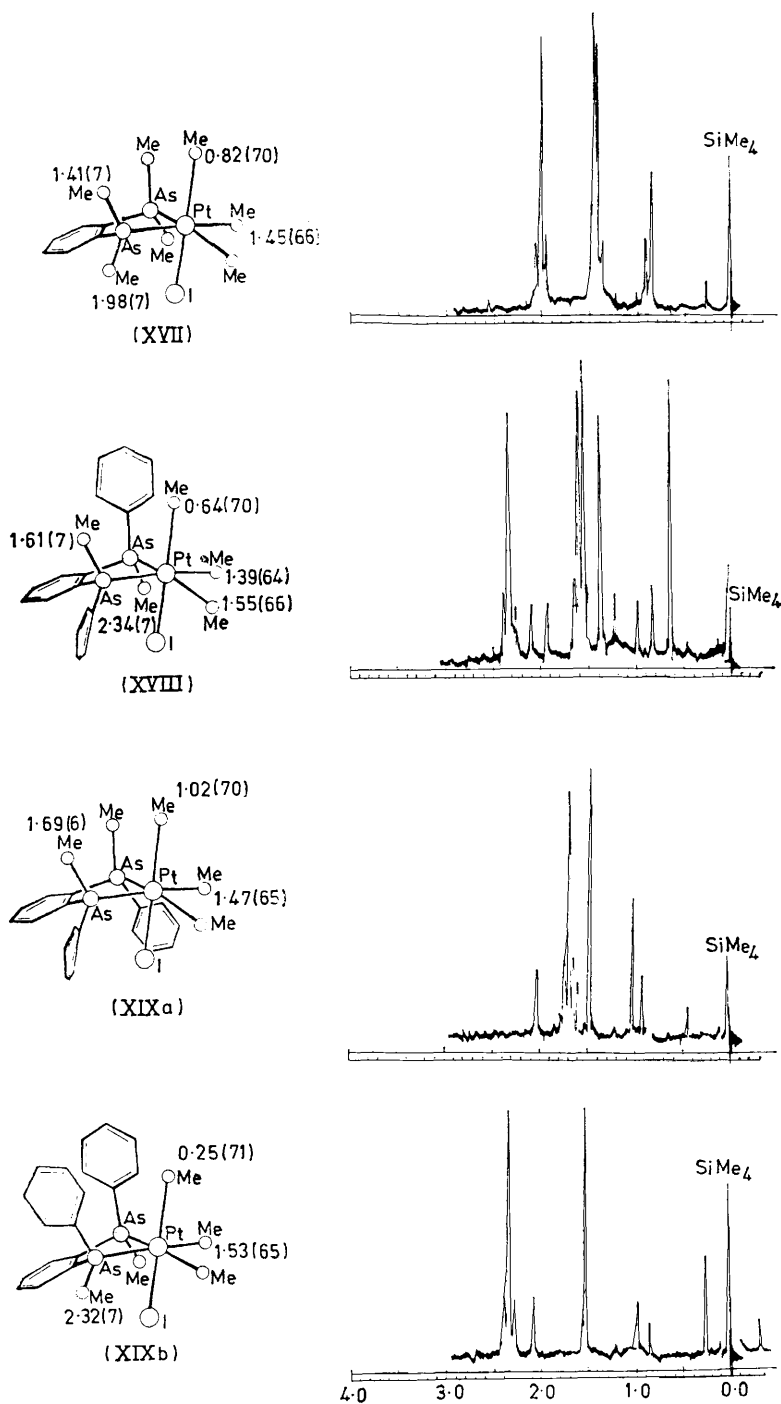 Me
Me
0·82(70)
SiMe4
1·41(7)
Me
As
Pt
Me
1·45(66)
As
Me
Me
Me
1·98(7)
I
(XVII)
Me
0·64(70)
1·61(7)
Me
As
Pt
Me
1·39(64)
As
Me
1·55(66)
Me
2·34(7)
I
SiMe4
(XVIII)
1·02(70)
Me
1·69(6)
Me
Me
As
Pt
Me
1·47(65)
As
Me
I
SiMe4
(XIXa)
0·25(71)
Me
SiMe4
As
Pt
Me
1·53(65)
As
Me
Me
Me
2·32(7)
I
(XIXb)
4·0 3·0 2·0 1·0 0·0